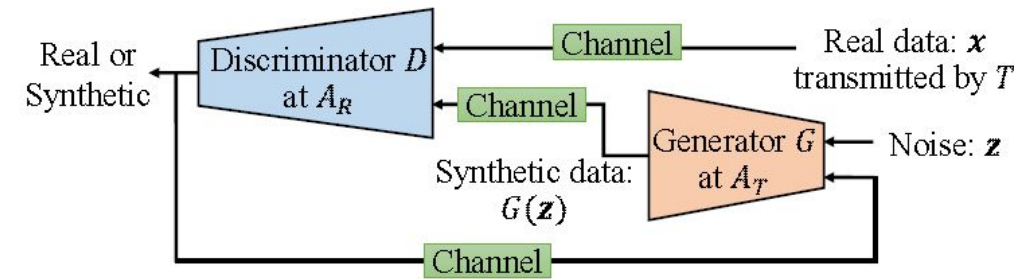 Real or
Synthetic
Discriminator D
at A_R
Channel
Real data: x
transmitted by T
Channel
Generator G
at A_T
Noise: z
Synthetic data:
G(z)
Channel